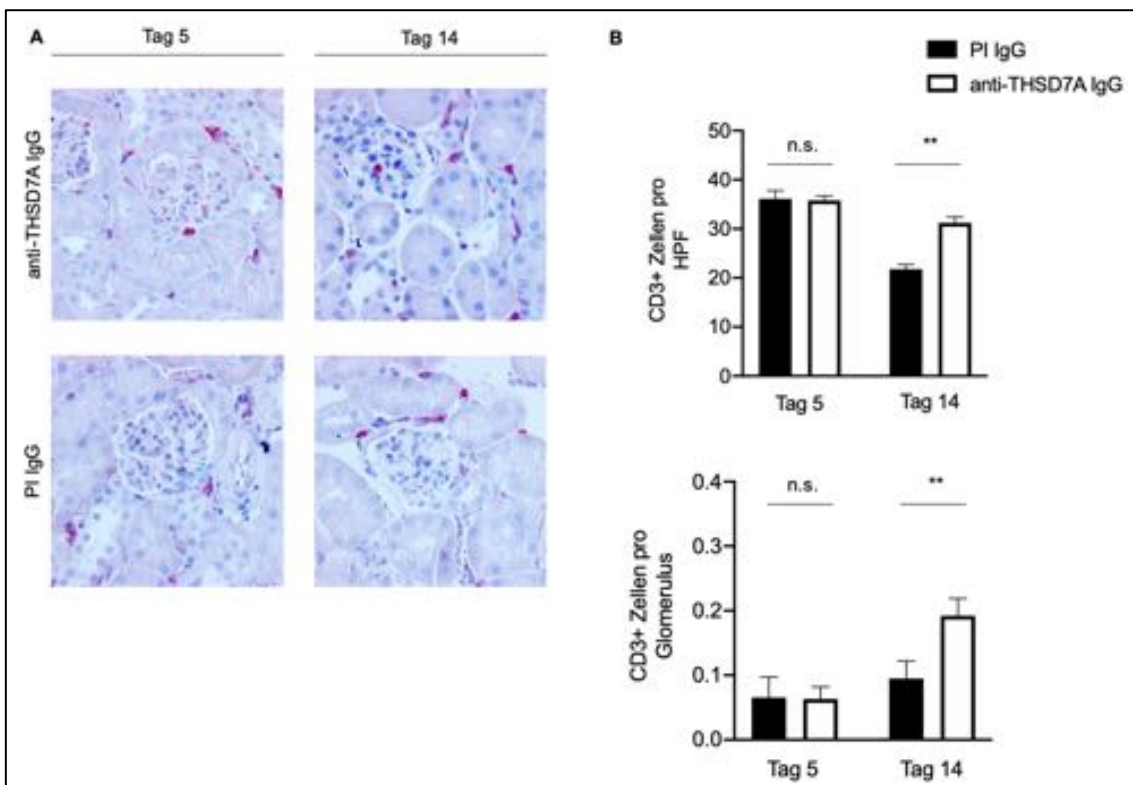 A
Tag 5
Tag 14
anti-THSD7A IgG
PI IgG
B
PI IgG
anti-THSD7A IgG
CD3+ Zellen pro
HPF
50
40
30
20
10
0
n.s.
**
Tag 5
Tag 14
CD3+ Zellen pro
Glomerulus
0.4
0.3
0.2
0.1
0.0
n.s.
**
Tag 5
Tag 14